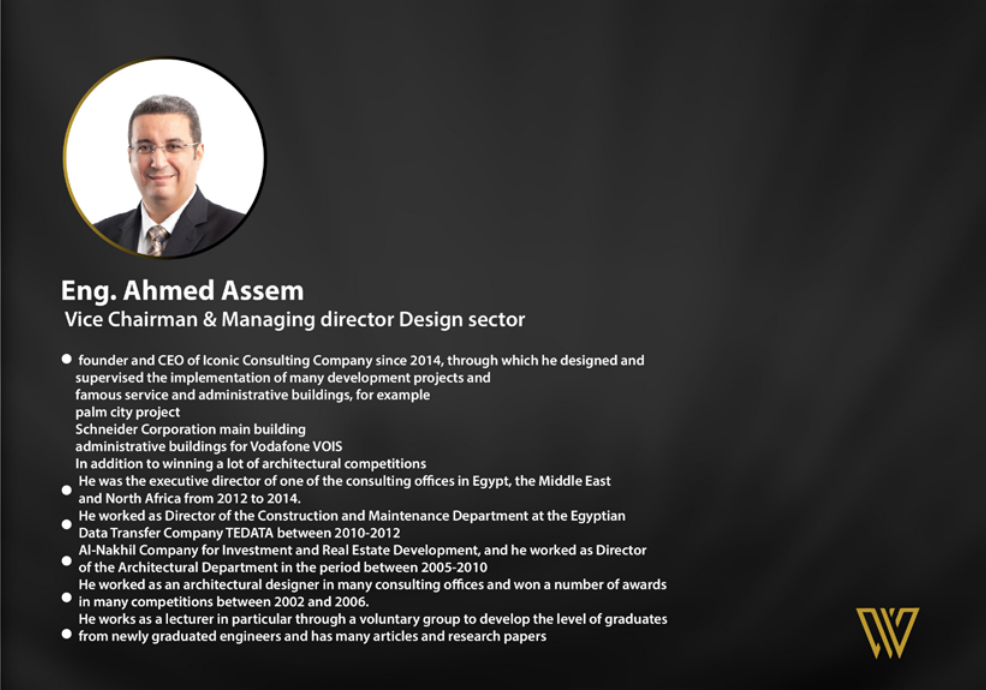 Eng. Ahmed Assem
Vice Chairman & Managing director Design sector
founder and CEO of Iconic Consulting Company since 2014, through which he designed and
supervised the implementation of many development projects and
famous service and administrative buildings, for example
palm city project
Schneider Corporation main building
administrative buildings for Vodafone VOIS
In addition to winning a lot of architectural competitions
He was the executive director of one of the consulting offices in Egypt, the Middle East
and North Africa from 2012 to 2014.
He worked as Director of the Construction and Maintenance Department at the Egyptian
Data Transfer Company TEDATA between 2010-2012
Al-Nakhil Company for Investment and Real Estate Development, and he worked as Director
of the Architectural Department in the period between 2005-2010
He worked as an architectural designer in many consulting offices and won a number of awards
in many competitions between 2002 and 2006.
He works as a lecturer in particular through a voluntary group to develop the level of graduates
from newly graduated engineers and has many articles and research papers